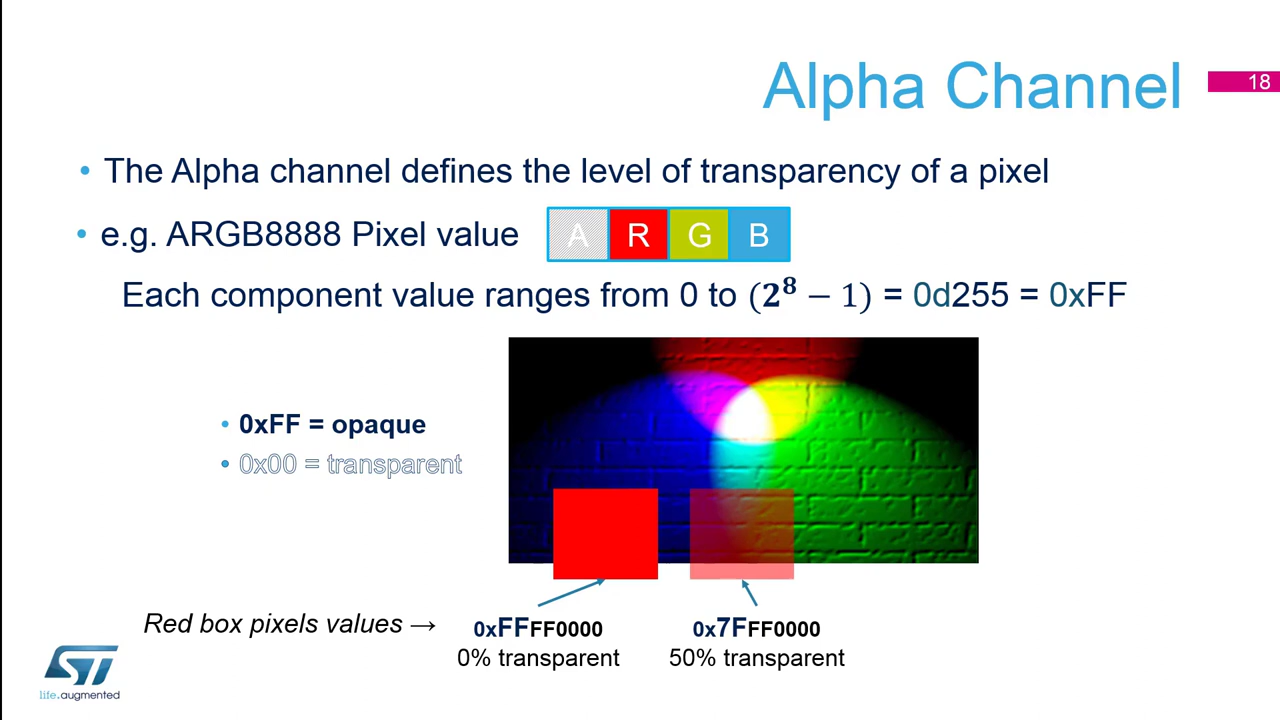 Alpha Channel
18
• The Alpha channel defines the level of transparency of a pixel
• e.g. ARGB8888 Pixel value A R G B
Each component value ranges from 0 to (2⁸ − 1) = 0d255 = 0xFF
• 0xFF = opaque
• 0x00 = transparent
Red box pixels values →
0xFFFF0000
0x7FFF0000
0% transparent
50% transparent
ST
life.augmented